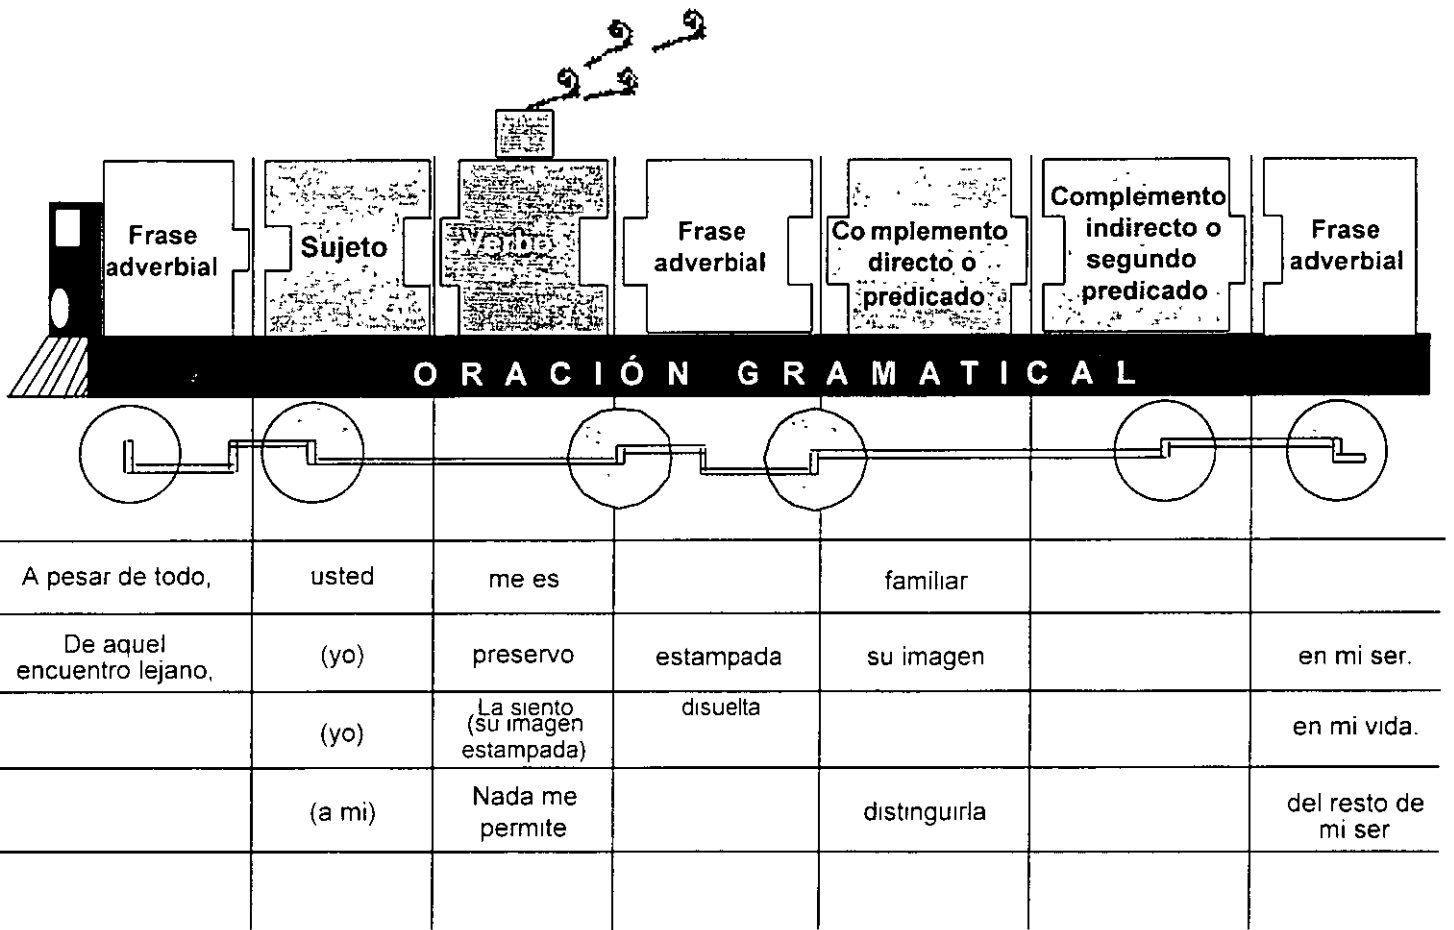 Frase
adverbial
Sujeto
Verbo
Frase
adverbial
Co mplemento
directo o
predicado
Complemento
indirecto o
segundo
predicado
Frase
adverbial
ORACIÓN GRAMATICAL
A pesar de todo,
usted
me es
familiar
De aquel
encuentro lejano,
(yo)
preservo
estampada
su imagen
en mi ser.
(yo)
La siento
(su imagen
estampada)
disuelta
en mi vida.
(a mi)
Nada me
permite
distinguirla
del resto de
mi ser